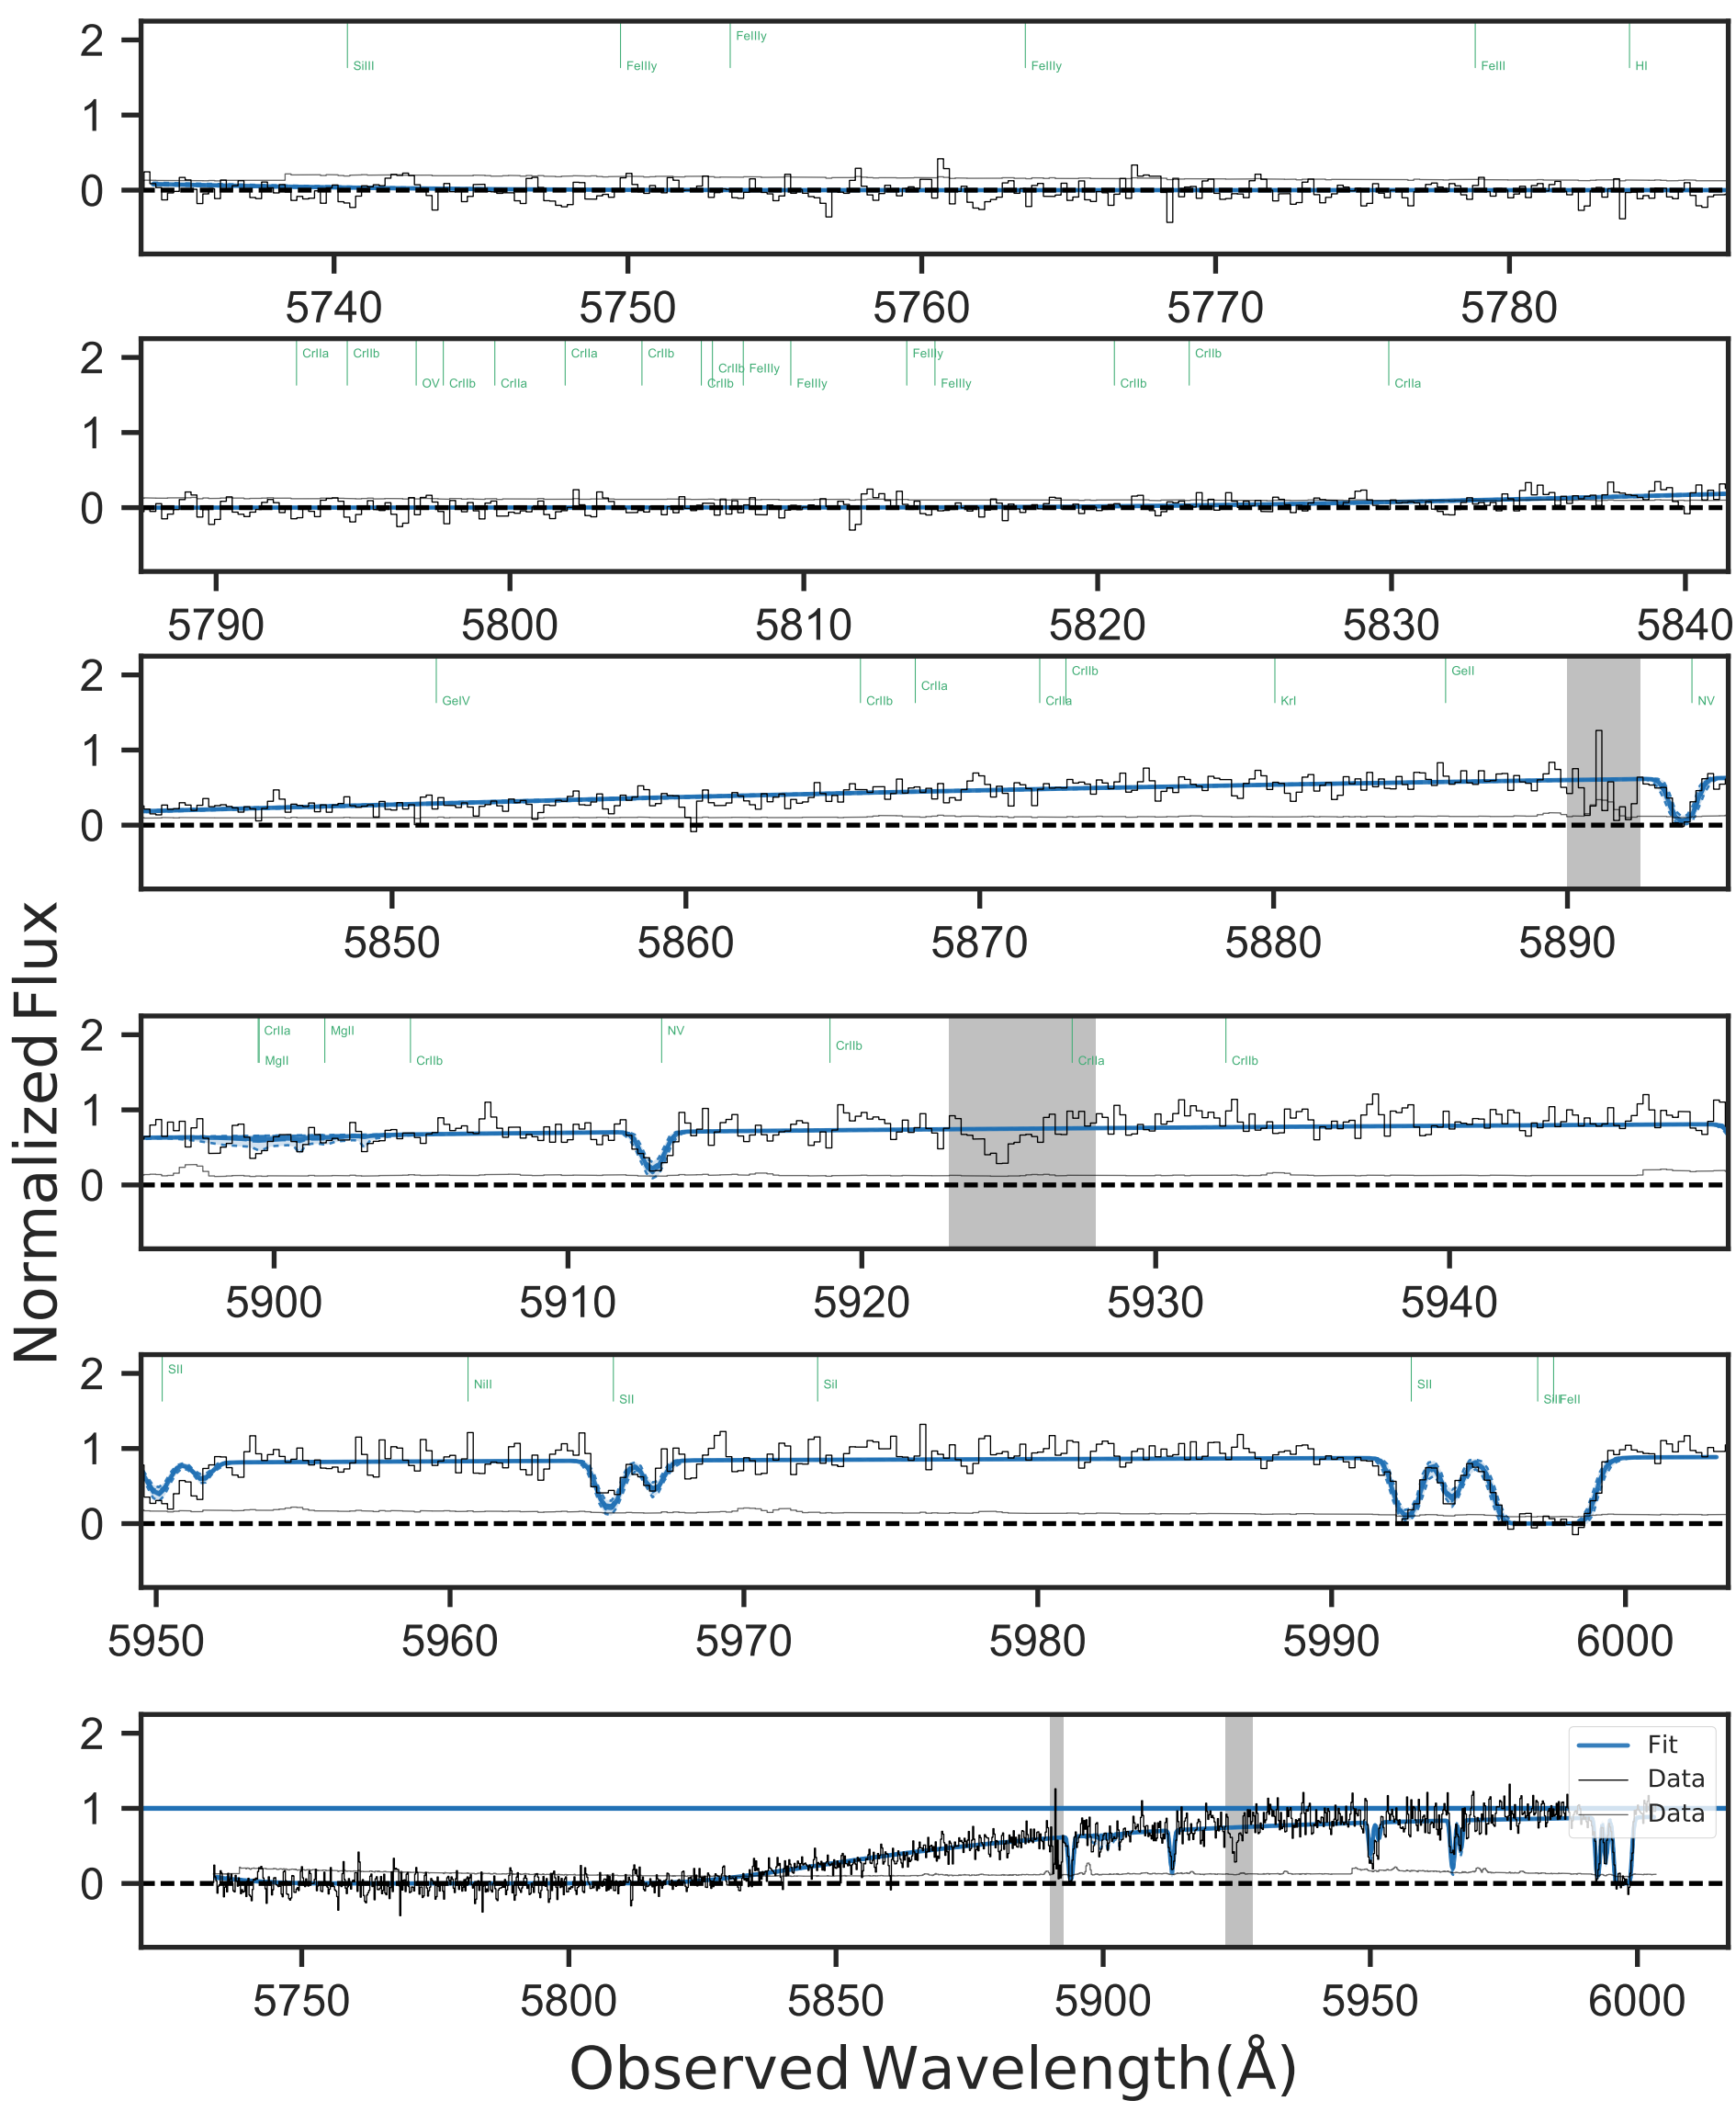 2
FeIIIy
SiIII
FeIIIy
FeIIIy
FeIII
HI
1
0
5740 5750 5760 5770 5780
2
CrIIa CrIIb CrIIa CrIIb FeIIIy CrIIb
CrIIb FeIIIy
OV CrIIb CrIIa CrIIb FeIIIy FeIIIy CrIIb CrIIa
1
0
5790 5800 5810 5820 5830 5840
2
CrIIb GeII
CrIIa
GeIV CrIIb CrIIa KrI NV
1
0
5850 5860 5870 5880 5890
Normalized Flux
2
CrIIa MgII NV
CrIIb
MgII CrIIb CrIIa CrIIb
1
0
5900 5910 5920 5930 5940
2
SII
NiII SiI SII
SII FeII
1
0
5950 5960 5970 5980 5990 6000
2
Fit
Data
Data
1
0
5750 5800 5850 5900 5950 6000
Observed Wavelength(Å)